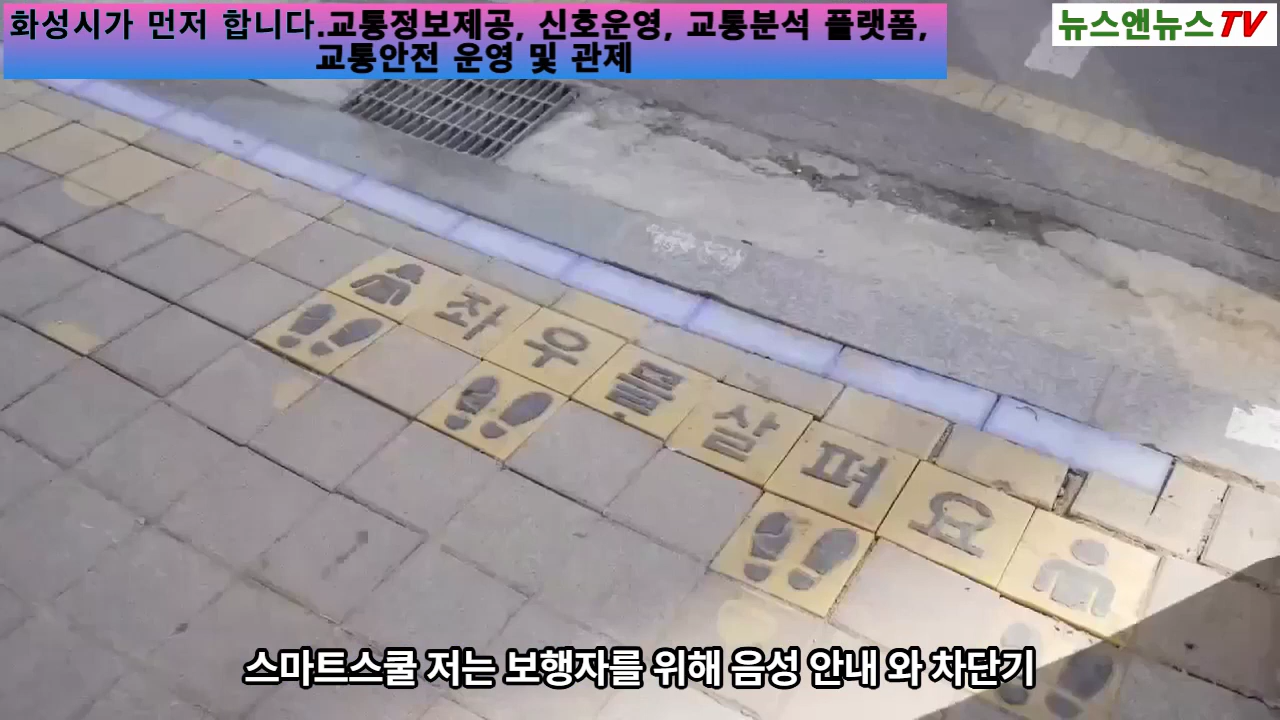 화성시가 먼저 합니다.교통정보제공, 신호운영, 교통분석 플랫폼,
교통안전 운영 및 관제
뉴스앤뉴스TV
좌우를살펴요
스마트스쿨 저는 보행자를 위해 음성 안내 와 차단기